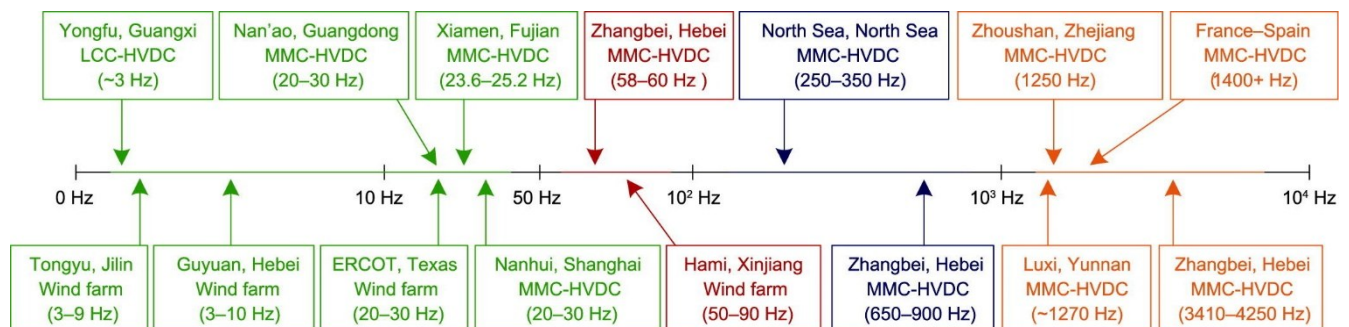 Yongfu, Guangxi
LCC-HVDC
(~3 Hz)
Nan'ao, Guangdong
MMC-HVDC
(20–30 Hz)
Xiamen, Fujian
MMC-HVDC
(23.6–25.2 Hz)
Zhangbei, Hebei
MMC-HVDC
(58–60 Hz )
North Sea, North Sea
MMC-HVDC
(250–350 Hz)
Zhoushan, Zhejiang
MMC-HVDC
(1250 Hz)
France–Spain
MMC-HVDC
(1400+ Hz)
0 Hz
10 Hz
50 Hz
10² Hz
10³ Hz
10⁴ Hz
Tongyu, Jilin
Wind farm
(3–9 Hz)
Guyuan, Hebei
Wind farm
(3–10 Hz)
ERCOT, Texas
Wind farm
(20–30 Hz)
Nanhui, Shanghai
MMC-HVDC
(20–30 Hz)
Hami, Xinjiang
Wind farm
(50–90 Hz)
Zhangbei, Hebei
MMC-HVDC
(650–900 Hz)
Luxi, Yunnan
MMC-HVDC
(~1270 Hz)
Zhangbei, Hebei
MMC-HVDC
(3410–4250 Hz)